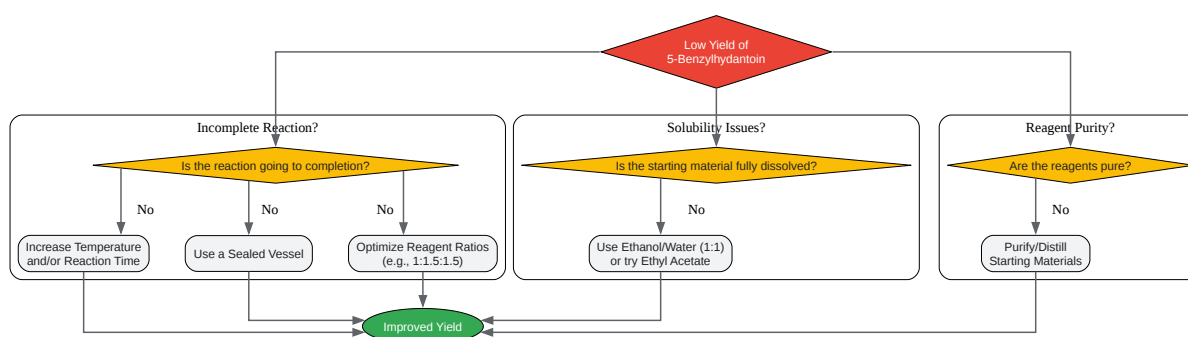 Low Yield of
5-Benzylhydantoin
Incomplete Reaction?
Solubility Issues?
Reagent Purity?
Is the reaction going to completion?
Is the starting material fully dissolved?
Are the reagents pure?
No
No
No
No
No
Increase Temperature
and/or Reaction Time
Use a Sealed Vessel
Optimize Reagent Ratios
(e.g., 1:1.5:1.5)
Use Ethanol/Water (1:1)
or try Ethyl Acetate
Purify/Distill
Starting Materials
Improved Yield